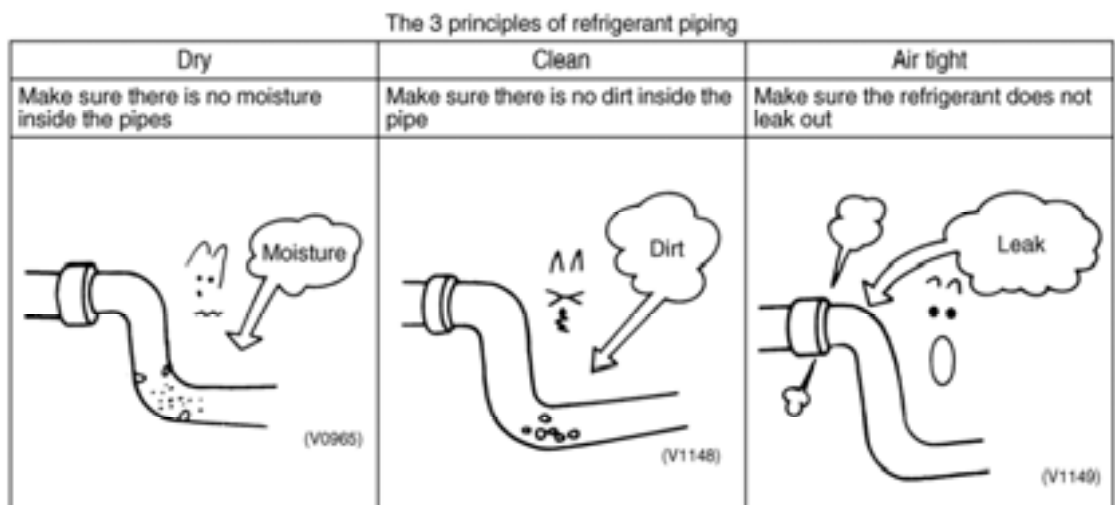 The 3 principles of refrigerant piping
Dry
Clean
Air tight
Make sure there is no moisture
inside the pipes
Make sure there is no dirt inside the
pipe
Make sure the refrigerant does not
leak out
Moisture
(V0965)
Dirt
(V1148)
Leak
(V1149)